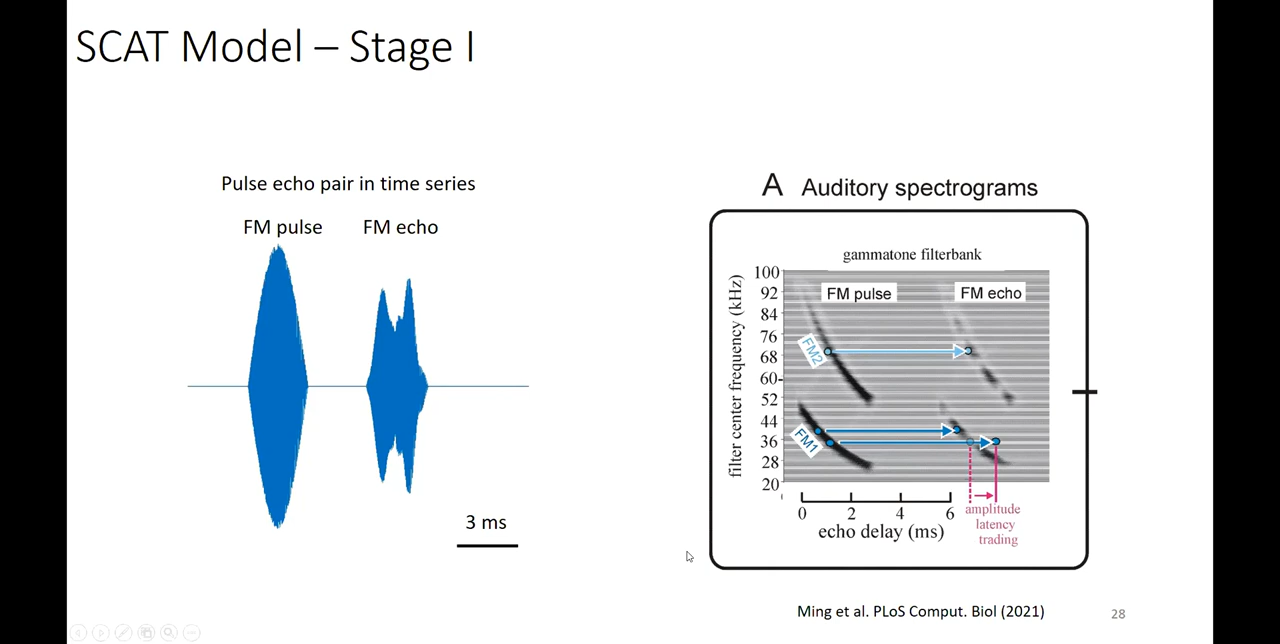 SCAT Model – Stage I
Pulse echo pair in time series
FM pulse FM echo
3 ms
A Auditory spectrograms
gammatone filterbank
filter center frequency (kHz)
100
92
84
76
68
60
52
44
36
28
20
FM pulse
FM echo
FM2
FM1
0 2 4 6
echo delay (ms)
amplitude
latency
trading
Ming et al. PLoS Comput. Biol (2021)
28